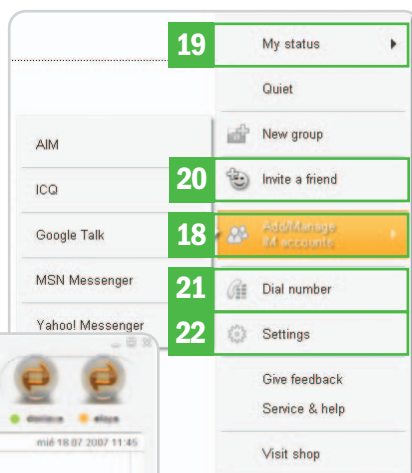 19 My status
Quiet
New group
20 Invite a friend
18 Add/Manage
IM accounts
21 Dial number
22 Settings
Give feedback
Service & help
Visit shop
AIM
ICQ
Google Talk
MSN Messenger
Yahoo! Messenger
mié 18 07 2007 11:45